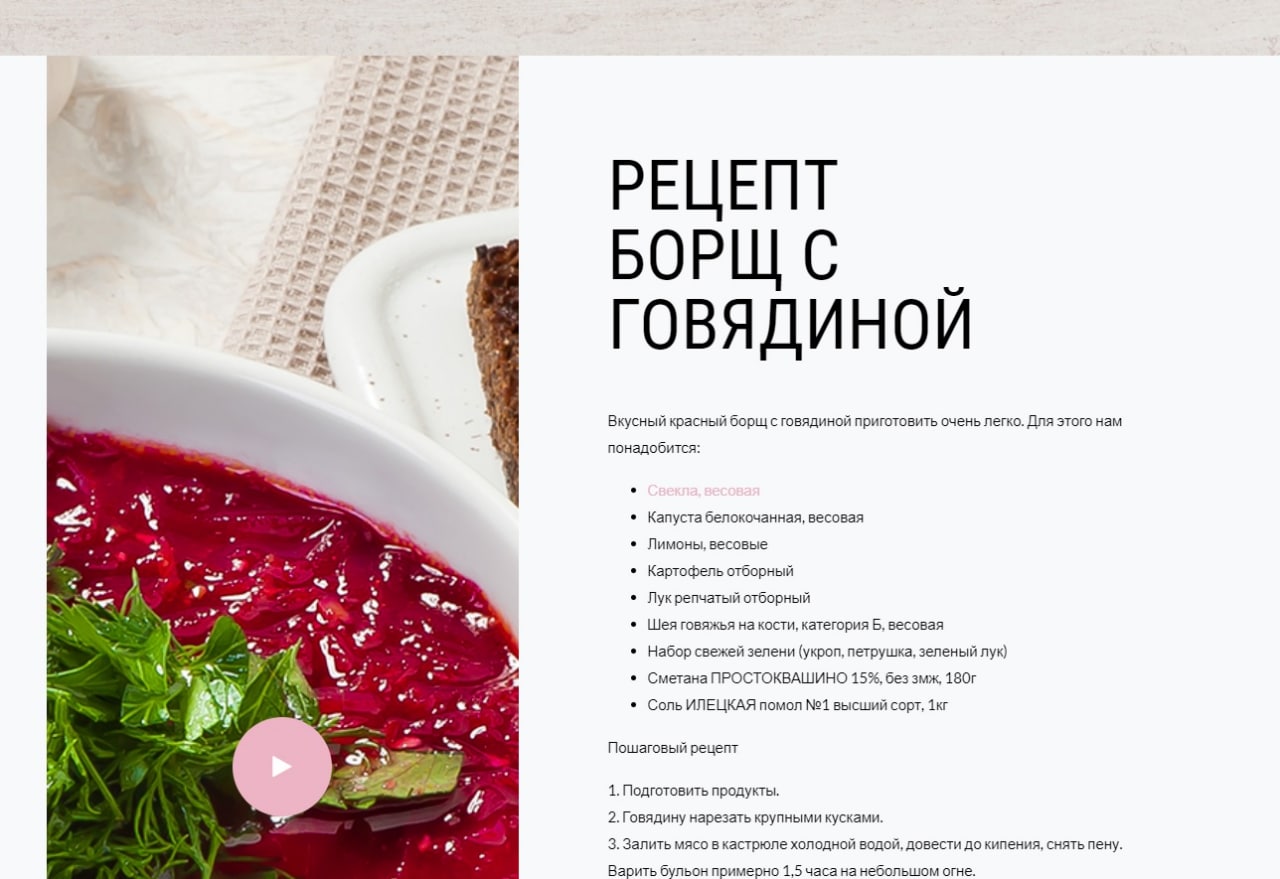 РЕЦЕПТ
БОРЩ С
ГОВЯДИНОЙ
Вкусный красный борщ с говядиной приготовить очень легко. Для этого нам
понадобится:
Свекла, весовая
Капуста белокочанная, весовая
Лимоны, весовые
Картофель отборный
Лук репчатый отборный
Шея говяжья на кости, категория Б, весовая
Набор свежей зелени (укроп, петрушка, зеленый лук)
Сметана ПРОСТОКВАШИНО 15%, без змж, 180г
Соль ИЛЕЦКАЯ помол №1 высший сорт, 1кг
Пошаговый рецепт
1. Подготовить продукты.
2. Говядину нарезать крупными кусками.
3. Залить мясо в кастрюле холодной водой, довести до кипения, снять пену.
Варить бульон примерно 1,5 часа на небольшом огне.